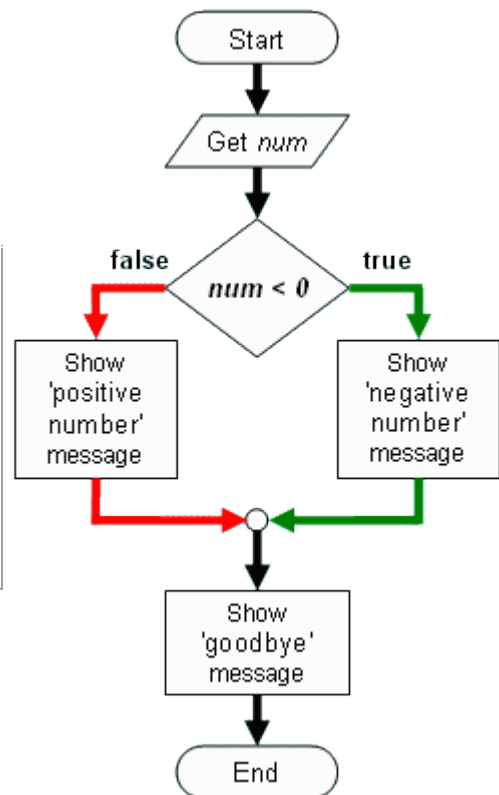 Start
Get num
false
true
num < 0
Show
'positive
number'
message
Show
'negative
number'
message
Show
'goodbye'
message
End